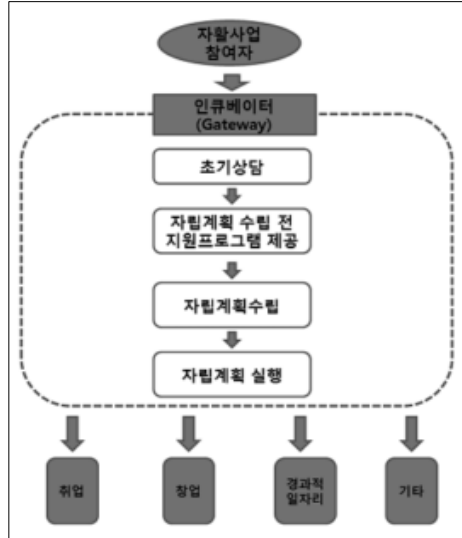 자활사업
참여자
인큐베이터
(Gateway)
초기상담
자립계획 수립 전
지원프로그램 제공
자립계획수립
자립계획 실행
취업
창업
경과적
일자리
기타